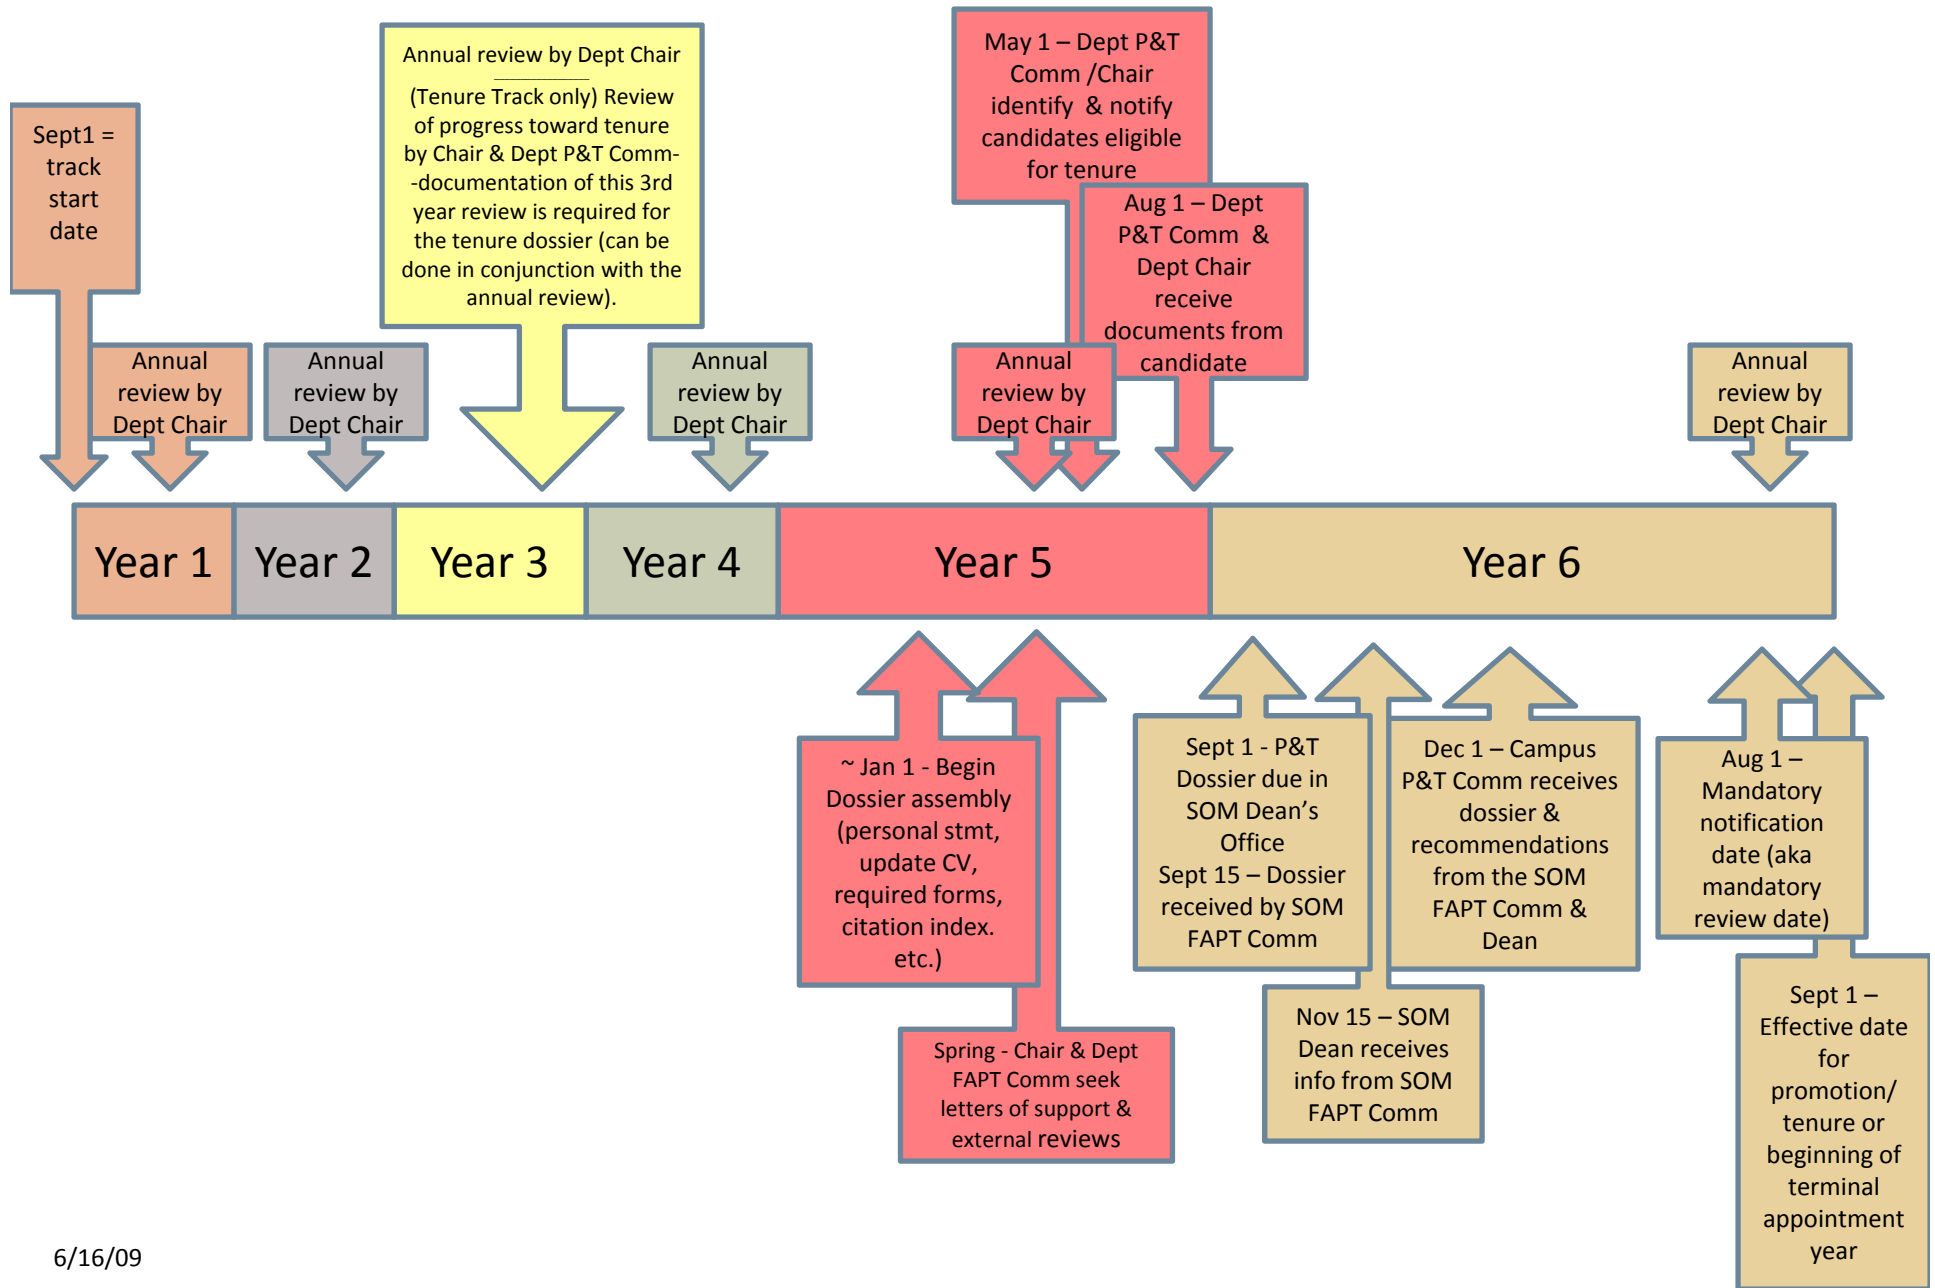 Sept1 =
track
start
date
Annual
review by
Dept Chair
Annual
review by
Dept Chair
Annual review by Dept Chair
(Tenure Track only) Review
of progress toward tenure
by Chair & Dept P&T Comm-
-documentation of this 3rd
year review is required for
the tenure dossier (can be
done in conjunction with the
annual review).
Annual
review by
Dept Chair
May 1 – Dept P&T
Comm /Chair
identify & notify
candidates eligible
for tenure
Aug 1 – Dept
P&T Comm &
Dept Chair
receive
documents from
candidate
Annual
review by
Dept Chair
Annual
review by
Dept Chair
Year 1
Year 2
Year 3
Year 4
Year 5
Year 6
~ Jan 1 - Begin
Dossier assembly
(personal stmt,
update CV,
required forms,
citation index.
etc.)
Spring - Chair & Dept
FAPT Comm seek
letters of support &
external reviews
Sept 1 - P&T
Dossier due in
SOM Dean’s
Office
Sept 15 – Dossier
received by SOM
FAPT Comm
Nov 15 – SOM
Dean receives
info from SOM
FAPT Comm
Dec 1 – Campus
P&T Comm receives
dossier &
recommendations
from the SOM
FAPT Comm &
Dean
Aug 1 –
Mandatory
notification
date (aka
mandatory
review date)
Sept 1 –
Effective date
for
promotion/
tenure or
beginning of
terminal
appointment
year
6/16/09